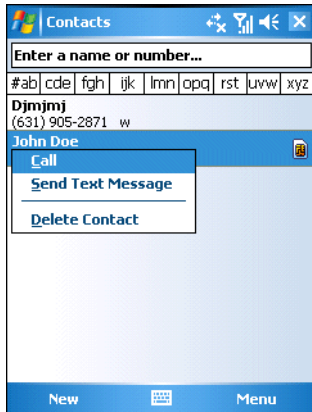 Contacts
Enter a name or number...
#ab cde fgh ijk lmn opq rst uvw xyz
Djmjmj
(631) 905-2871 w
John Doe
Call
Send Text Message
Delete Contact
New Menu